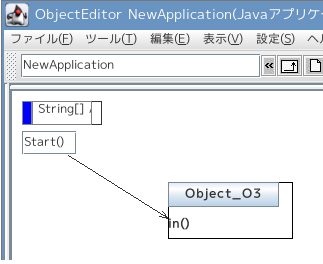 ObjectEditor NewApplication(Javaアプリケ
ファイル(F) ツール(T) 編集(E) 表示(V) 設定(S) ヘ
NewApplication «
String[]
Start()
Object_O3
in()